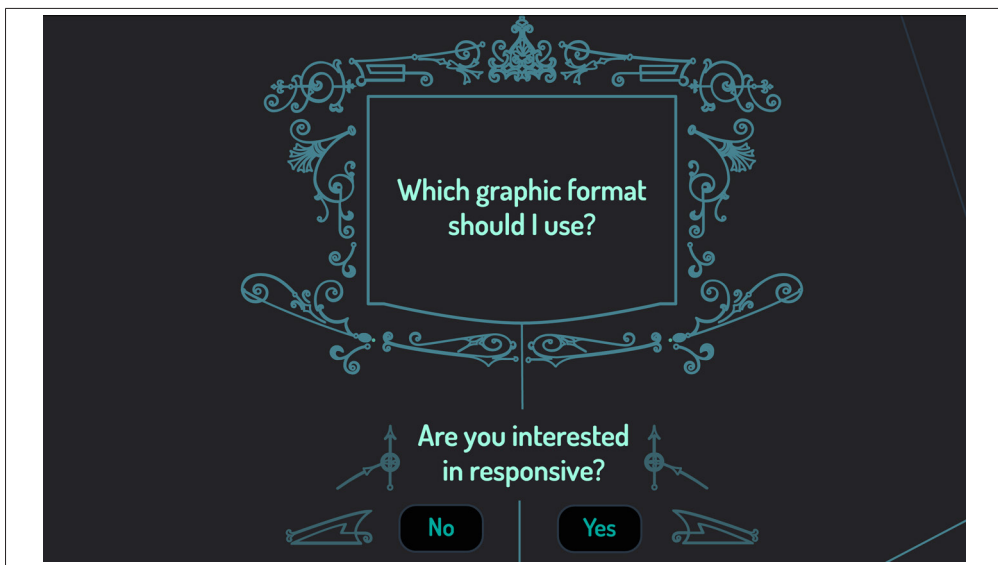 Which graphic format
should I use?
Are you interested
in responsive?
No
Yes